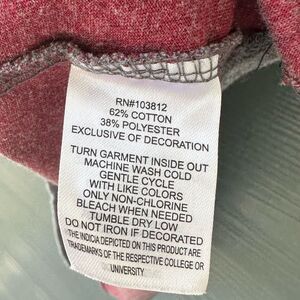 RN#103812
62% COTTON
38% POLYESTER
EXCLUSIVE OF DECORATION
TURN GARMENT INSIDE OUT
MACHINE WASH COLD
GENTLE CYCLE
WITH LIKE COLORS
ONLY NON-CHLORINE
BLEACH WHEN NEEDED
TUMBLE DRY LOW
DO NOT IRON IF DECORATED
THE INDICIA DEPICTED ON THIS PRODUCT ARE
TRADEMARKS OF THE RESPECTIVE COLLEGE OR
UNIVERSITY